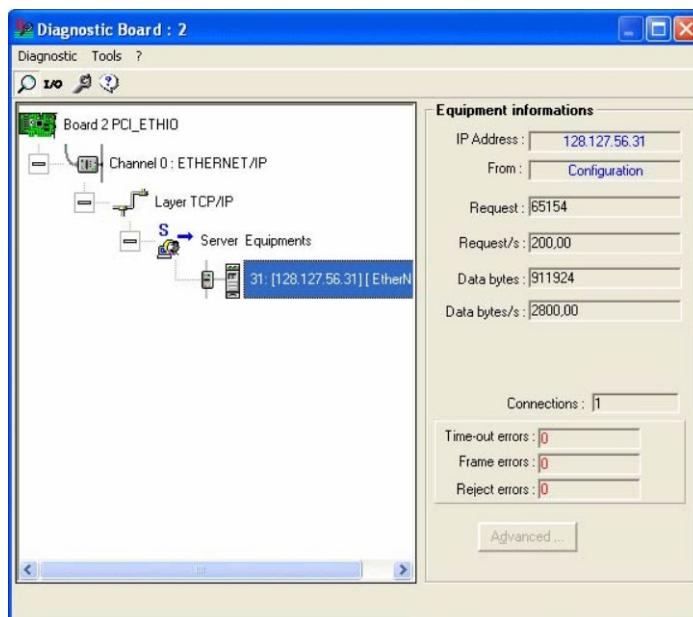 Diagnostic Board : 2
Diagnostic Tools ?
I/O
Board 2 PCI_ETHIO
Channel 0 : ETHERNET/IP
Layer TCP/IP
S
Server Equipments
31: [128.127.56.31] [ EtherN
Equipment informations
IP Address : 128.127.56.31
From : Configuration
Request : 65154
Request/s : 200,00
Data bytes : 911924
Data bytes/s : 2800,00
Connections : 1
Time-out errors : 0
Frame errors : 0
Reject errors : 0
Advanced ...